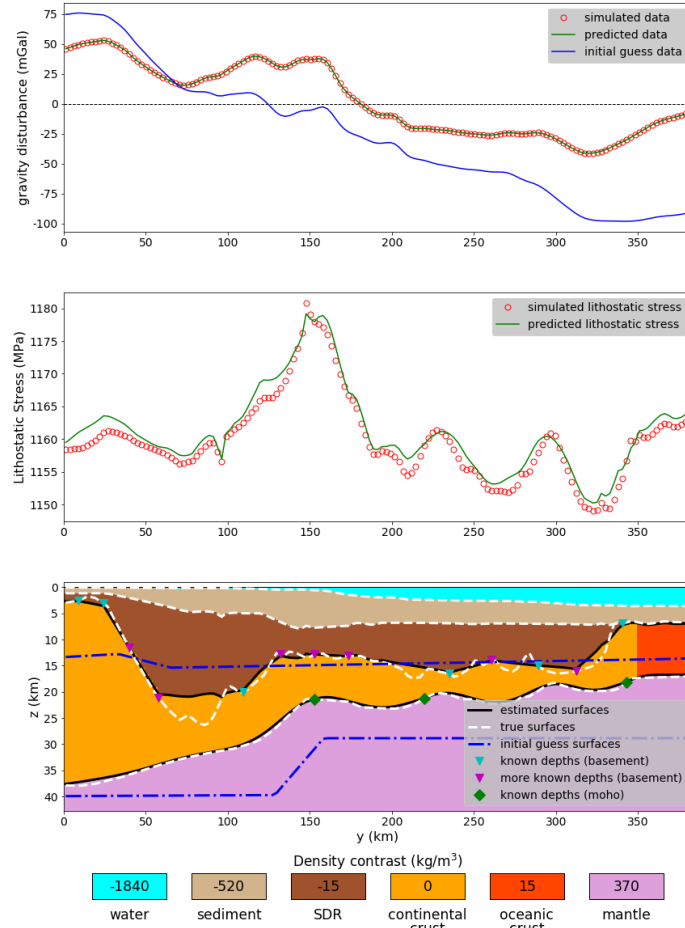 75
50
25
0
-25
-50
-75
-100
gravity disturbance (mGal)
simulated data
predicted data
initial guess data
0 50 100 150 200 250 300 350
1180
1175
1170
1165
1160
1155
1150
Lithostatic Stress (MPa)
simulated lithostatic stress
predicted lithostatic stress
0 50 100 150 200 250 300 350
0
5
10
15
20
25
30
35
40
z (km)
estimated surfaces
true surfaces
initial guess surfaces
known depths (basement)
more known depths (basement)
known depths (moho)
0 50 100 150 200 250 300 350
y (km)
Density contrast (kg/m³)
-1840 -520 -15 0 15 370
water sediment SDR continental oceanic mantle
crust crust